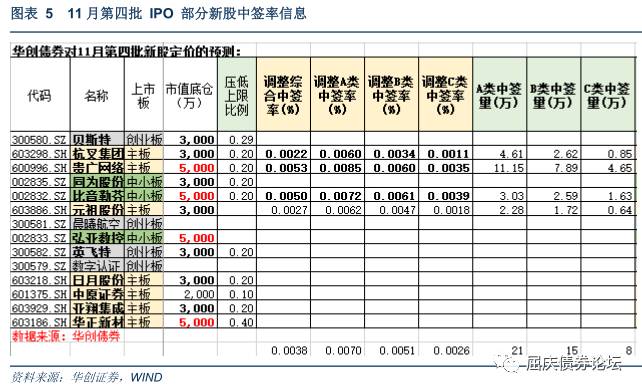 图表 5 11 月第四批 IPO 部分新股中签率信息
华创债券对11月第四批新股定价的预测：
代码 名称 上市板 市值底仓（万） 压低上限比例 调整综合中签率(%) 调整A类中签率(%) 调整B类中签率(%) 调整C类中签率(%) A类中签量(万) B类中签量(万) C类中签量(万)
300580.SZ 贝斯特 创业板 3,000 0.29
603298.SH 杭叉集团 主板 3,000 0.20 0.0022 0.0060 0.0034 0.0011 4.61 2.62 0.85
600996.SH 贵广网络 主板 5,000 0.20 0.0053 0.0085 0.0060 0.0035 11.15 7.89 4.65
002835.SZ 同为股份 中小板 3,000 0.20
002832.SZ 比音勒芬 中小板 5,000 0.20 0.0050 0.0072 0.0061 0.0039 3.03 2.59 1.63
603886.SH 元祖股份 主板 3,000 0.0027 0.0062 0.0047 0.0018 2.28 1.72 0.64
300581.SZ 晨曦航空 创业板
002833.SZ 弘亚数控 中小板 5,000
300582.SZ 英飞特 创业板 3,000 0.20
300579.SZ 数字认证 创业板
603218.SH 日月股份 主板 3,000 0.20
601375.SH 中原证券 主板 2,000 0.10
603929.SH 亚翔集成 主板 3,000 0.20
603186.SH 华正新材 主板 5,000 0.40
数据来源：华创债券
0.0038 0.0070 0.0051 0.0026 21 15 8
资料来源：华创证券，WIND
屈庆债券论坛